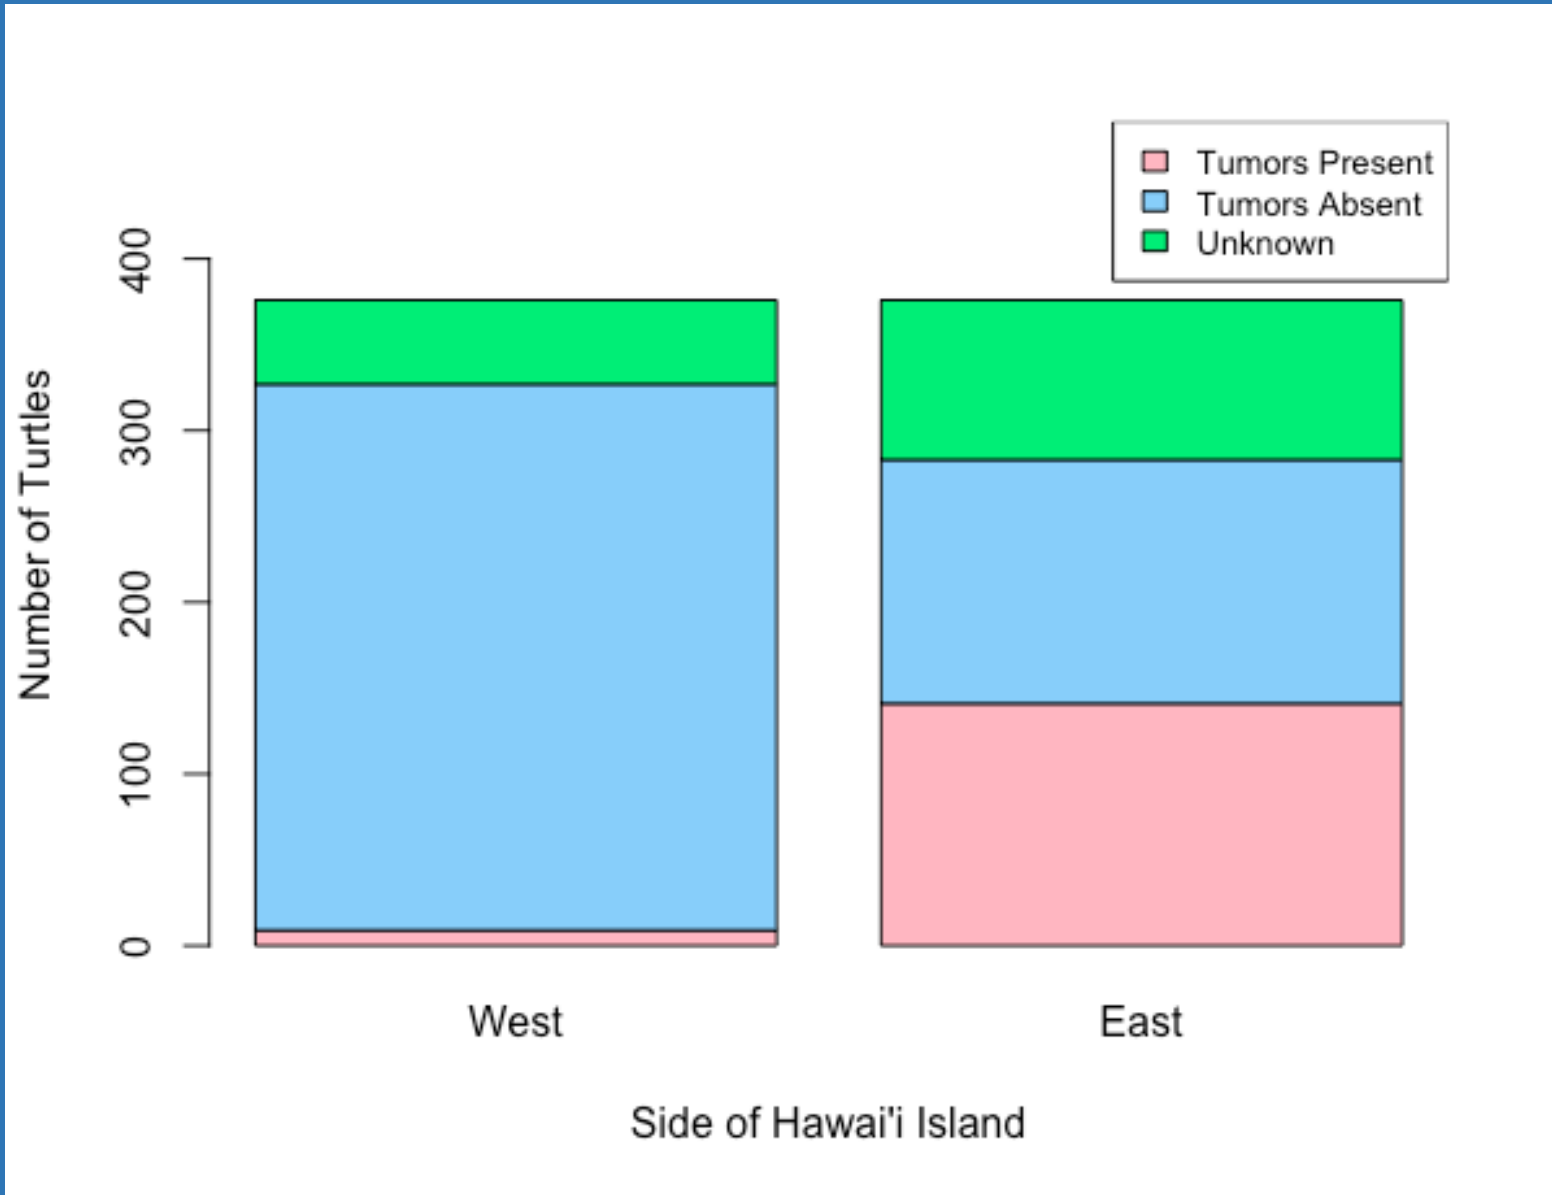 Tumors Present
Tumors Absent
Unknown
400
300
200
100
0
Number of Turtles
West
East
Side of Hawai'i Island